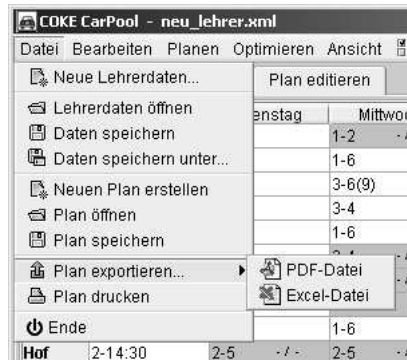 COKE CarPool - neu_lehrer.xml
Datei Bearbeiten Planen Optimieren Ansicht
Neue Lehrerdaten...
Plan editieren
Lehrerdaten öffnen
enstag Mittwo
Daten speichern
1-2
Daten speichern unter...
1-6
Neuen Plan erstellen
3-6(9)
Plan öffnen
3-4
Plan speichern
1-6
Plan exportieren...
PDF-Datei
Plan drucken
Excel-Datei
Ende
1-6
Hof 2-14:30 2-5 -/- 2-5